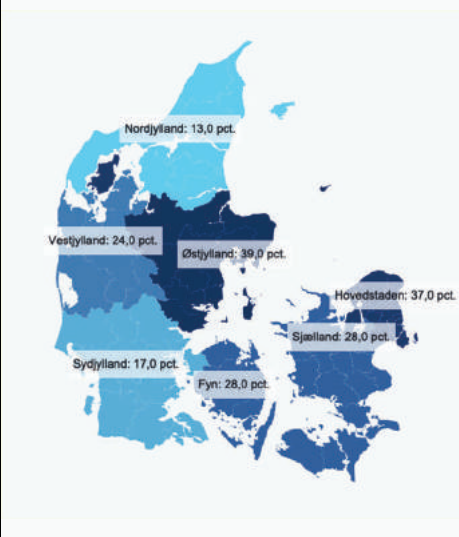 Nordjylland: 13,0 pct.
Vestjylland: 24,0 pct.
Østjylland: 39,0 pct.
Hovedstaden: 37,0 pct.
Sjælland: 28,0 pct.
Sydjylland: 17,0 pct.
Fyn: 28,0 pct.